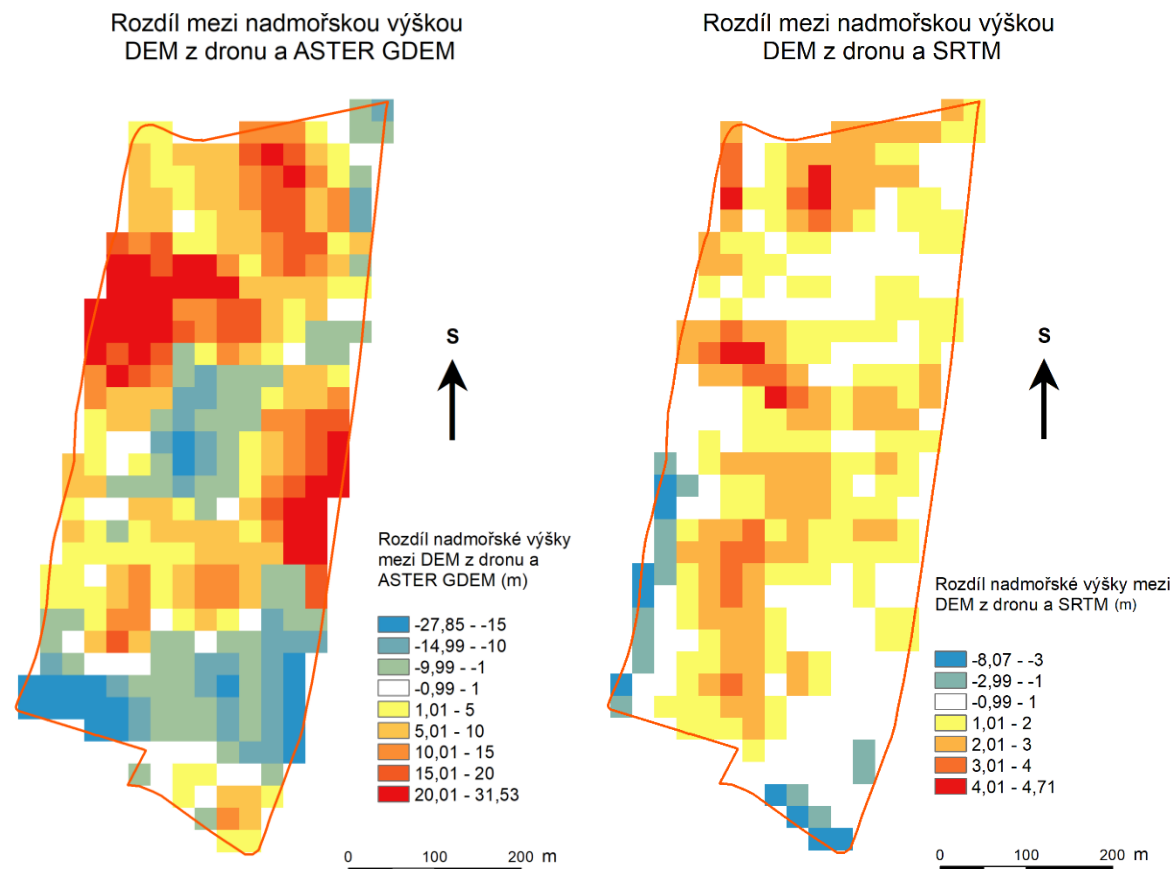 Rozdíl mezi nadmořskou výškou
DEM z dronu a ASTER GDEM
S
Rozdíl nadmořské výšky
mezi DEM z dronu a
ASTER GDEM (m)
-27,85 - -15
-14,99 - -10
-9,99 - -1
-0,99 - 1
1,01 - 5
5,01 - 10
10,01 - 15
15,01 - 20
20,01 - 31,53
0 100 200 m
Rozdíl mezi nadmořskou výškou
DEM z dronu a SRTM
S
Rozdíl nadmořské výšky mezi
DEM z dronu a SRTM (m)
-8,07 - -3
-2,99 - -1
-0,99 - 1
1,01 - 2
2,01 - 3
3,01 - 4
4,01 - 4,71
0 100 200 m